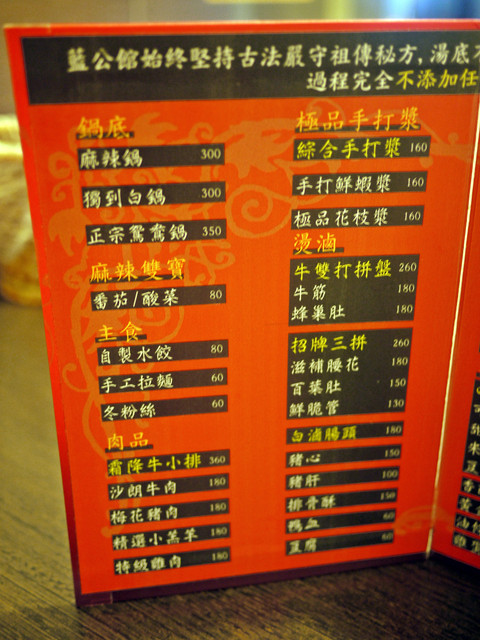 藍公館始終堅持古法嚴守祖傳秘方,湯底
過程完全不添加任
鍋底
麻辣鍋 300
獨到白鍋 300
正宗鴛鴦鍋 350
麻辣雙寶
番茄/酸菜 80
主食
自製水餃 80
手工拉麵 60
冬粉絲 60
肉品
霜降牛小排 360
沙朗牛肉 180
梅花豬肉 180
精選小羔羊 180
特級雞肉 180
極品手打漿
綜合手打漿 160
手打鮮蝦漿 160
極品花枝漿 160
燙滷
牛雙打拼盤 260
牛筋 180
蜂巢肚 180
招牌三拼 260
滋補腰花 180
百葉肚 150
鮮脆管 130
白滷腸頭 180
豬心 150
豬肝 100
排骨酥 150
鴨血 60
豆腐 60